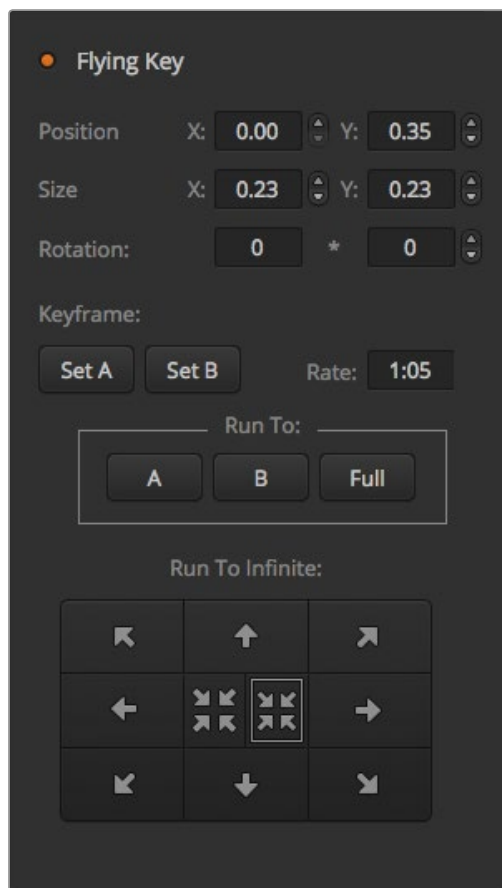 Flying Key
Position X: 0.00 Y: 0.35
Size X: 0.23 Y: 0.23
Rotation: 0 * 0
Keyframe:
Set A Set B Rate: 1:05
Run To:
A B Full
Run To Infinite: